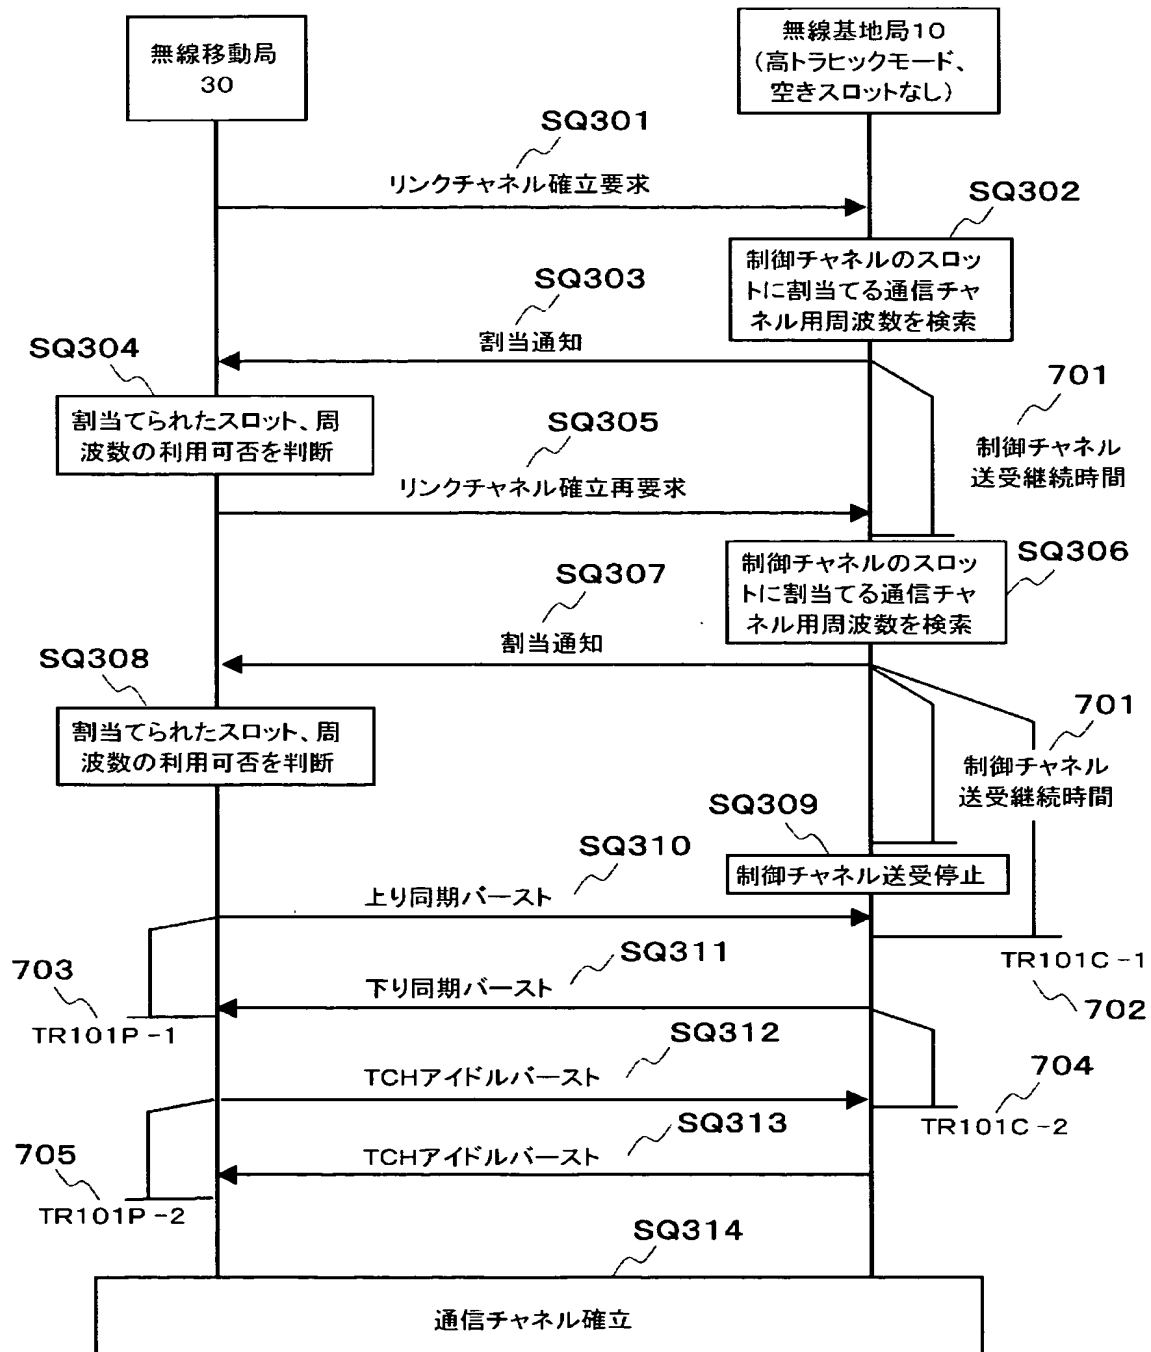 無線移動局
30
無線基地局10
(高トラヒックモード、
空きスロットなし)
SQ301
リンクチャネル確立要求
SQ302
制御チャネルのスロッ
トに割当てる通信チャ
ネル用周波数を検索
SQ303
割当通知
SQ304
割当てられたスロット、周
波数の利用可否を判断
701
制御チャネル
送受継続時間
SQ305
リンクチャネル確立再要求
SQ306
制御チャネルのスロッ
トに割当てる通信チャ
ネル用周波数を検索
SQ307
割当通知
SQ308
割当てられたスロット、周
波数の利用可否を判断
701
制御チャネル
送受継続時間
SQ309
制御チャネル送受停止
SQ310
上り同期バースト
TR101C-1
702
SQ311
下り同期バースト
703
TR101P-1
SQ312
TCHアイドルバースト
704
TR101C-2
SQ313
TCHアイドルバースト
705
TR101P-2
SQ314
通信チャネル確立